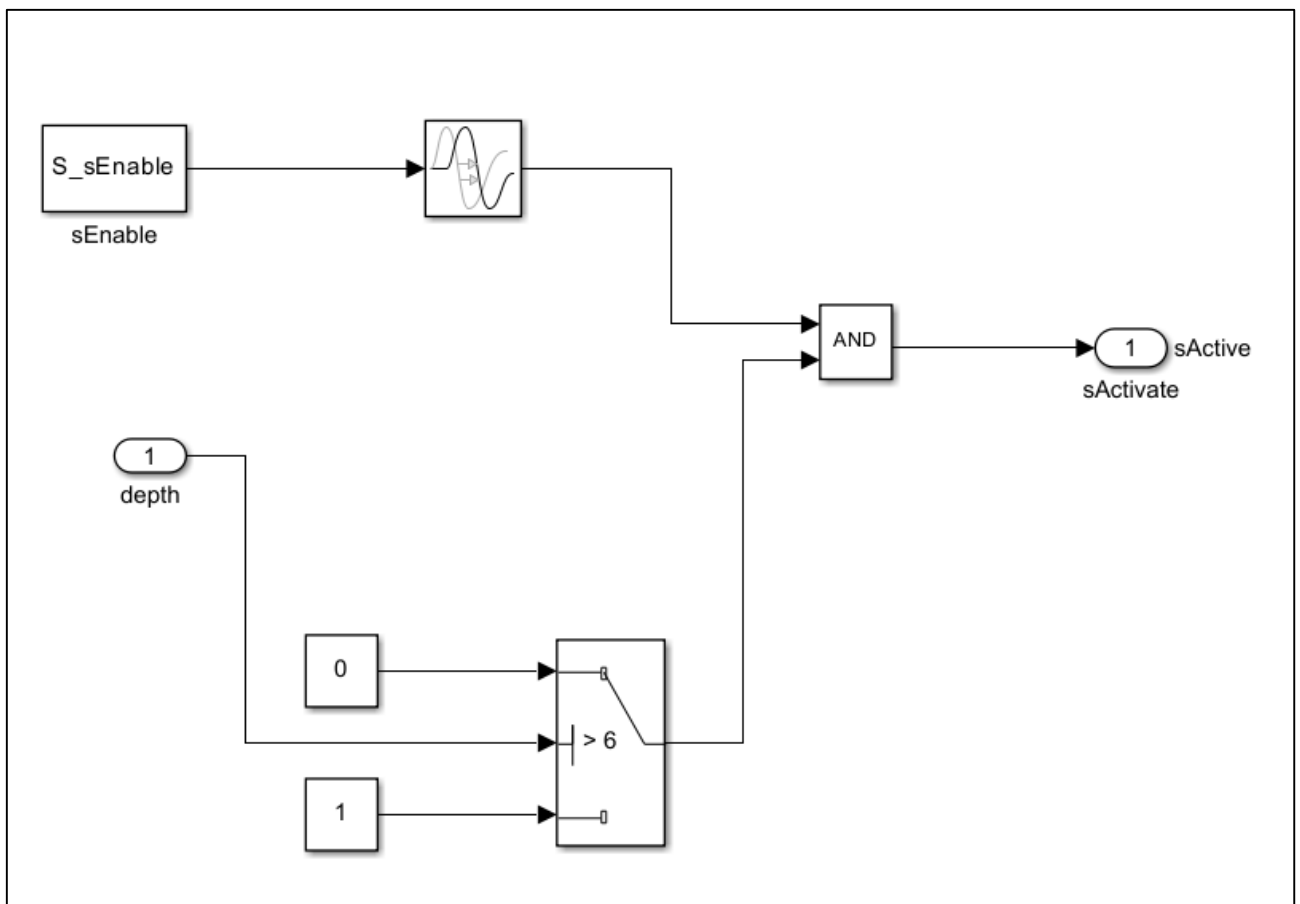 S_sEnable
sEnable
AND
1
sActive
sActivate
1
depth
0
> 6
1